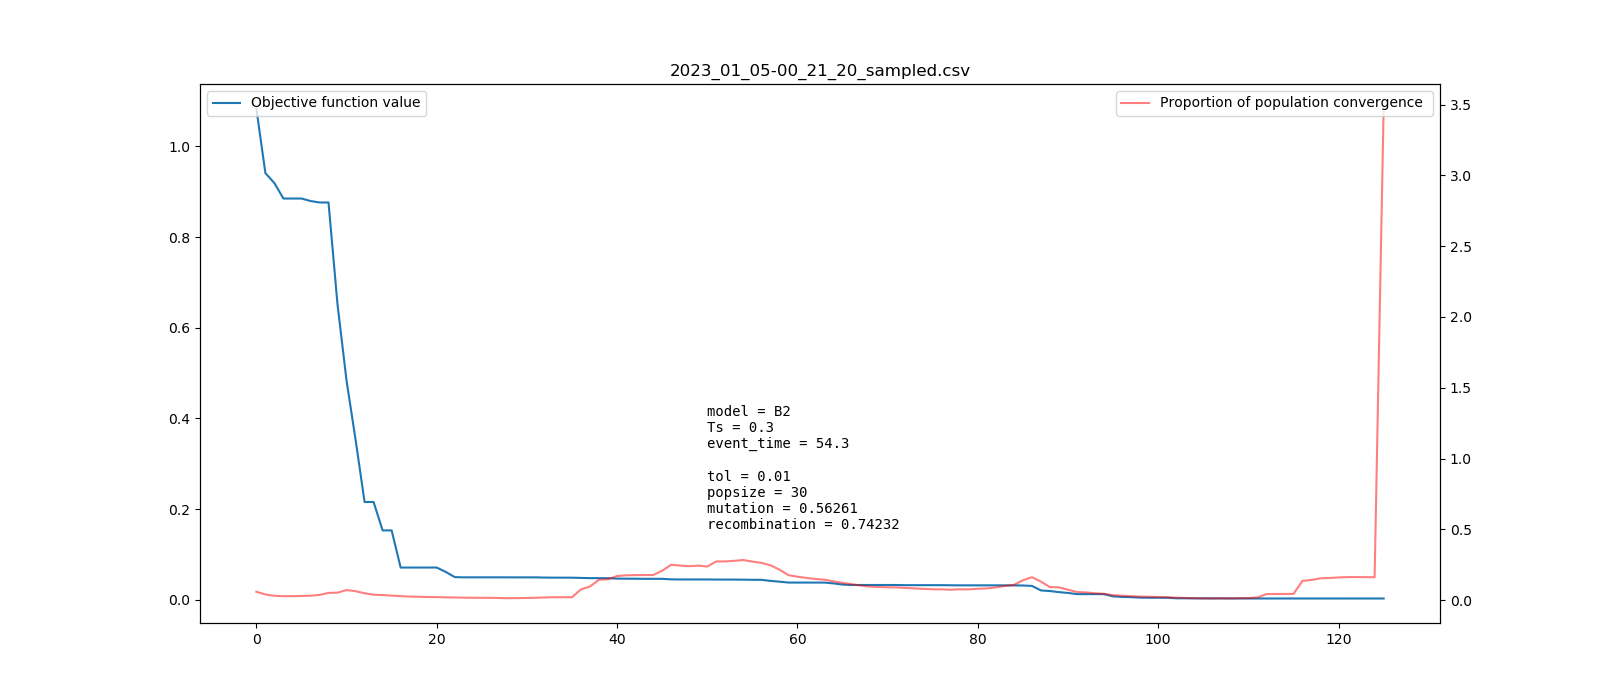 2023_01_05-00_21_20_sampled.csv
Objective function value
Proportion of population convergence
1.0
0.8
0.6
0.4
0.2
0.0
3.5
3.0
2.5
2.0
1.5
1.0
0.5
0.0
model = B2
Ts = 0.3
event_time = 54.3
tol = 0.01
popsize = 30
mutation = 0.56261
recombination = 0.74232
0 20 40 60 80 100 120